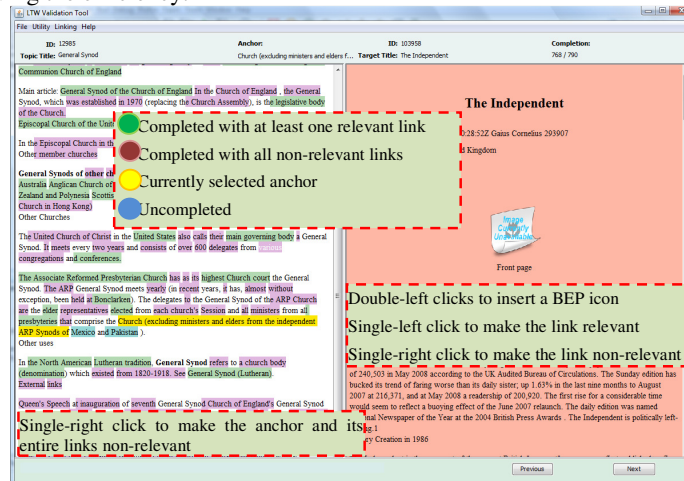 LTW Validation Tool
File Utility Linking Help
ID: 12985
Anchor:
ID: 103958
Completion:
Topic Title: General Synod
Church (excluding ministers and elders f...
Target Title: The Independent
768 / 790
Communion Church of England
Main article: General Synod of the Church of England In the Church of England , the General
Synod, which was established in 1970 (replacing the Church Assembly), is the legislative body
of the Church.
Episcopal Church of the Unit
In the Episcopal Church in th
Other member churches
General Synods of other ch
Australia Anglican Church of
Zealand and Polynesia Scottis
Church in Hong Kong)
Other Churches
The United Church of Christ in the United States also calls their main governing body a General
Synod. It meets every two years and consists of over 600 delegates from various
congregations and conferences.
The Associate Reformed Presbyterian Church has as its highest Church court the General
Synod. The ARP General Synod meets yearly (in recent years, it has, almost without
exception, been held at Bonclarken). The delegates to the General Synod of the ARP Church
are the elder representatives elected from each church's Session and all ministers from all
presbyteries that comprise the Church (excluding ministers and elders from the independent
ARP Synods of Mexico and Pakistan ).
Other uses
In the North American Lutheran tradition, General Synod refers to a church body
(denomination) which existed from 1820-1918. See General Synod (Lutheran).
External links
Queen's Speech at inauguration of seventh General Synod Church of England's General Synod
Completed with at least one relevant link
Completed with all non-relevant links
Currently selected anchor
Uncompleted
Single-right click to make the anchor and its
entire links non-relevant
The Independent
0:28:52Z Gaius Cornelius 203907
d Kingdom
Image
Currently
Unavailable
Front page
Double-left clicks to insert a BEP icon
Single-left click to make the link relevant
Single-right click to make the link non-relevant
of 240,503 in May 2008 according to the UK Audited Bureau of Circulations. The Sunday edition has
bucked its trend of faring worse than its daily sister; up 1.63% in the last nine months to August
2007 at 216,371, and at May 2008 a readership of 200,920. The first rise for a considerable time
would seem to reflect a buoying effect of the June 2007 relaunch. The daily edition was named
nal Newspaper of the Year at the 2004 British Press Awards . The Independent is politically left-
ng.1
ry Creation in 1986
Previous
Next